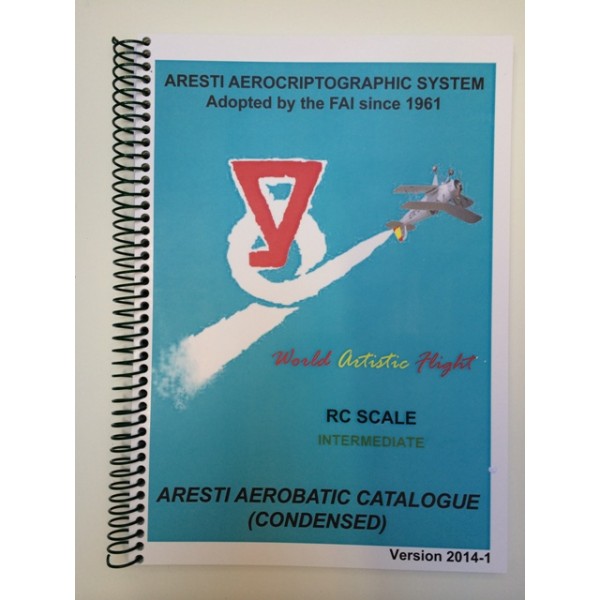 ARESTI AEROCRIPTOGRAPHIC SYSTEM
Adopted by the FAI since 1961
World Artistic Flight
RC SCALE
INTERMEDIATE
ARESTI AEROBATIC CATALOGUE
(CONDENSED)
Version 2014-1